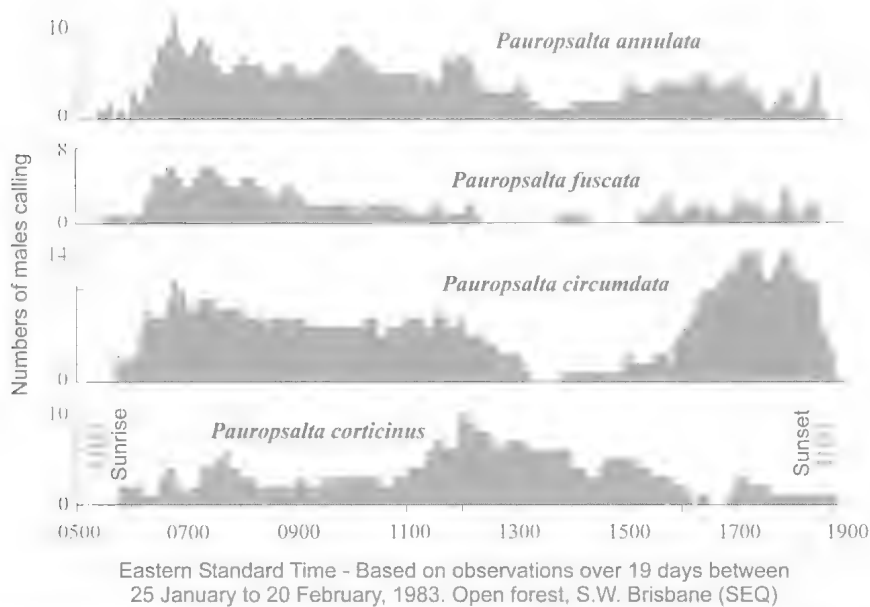 10
Pauropsalta annulata
0
8
Pauropsalta fuscata
0
14
Pauropsalta circumdata
0
10
Pauropsalta corticinus
0
Numbers of males calling
Sunrise
Sunset
0500 0700 0900 1100 1300 1500 1700 1900
Eastern Standard Time - Based on observations over 19 days between
25 January to 20 February, 1983. Open forest, S.W. Brisbane (SEQ)